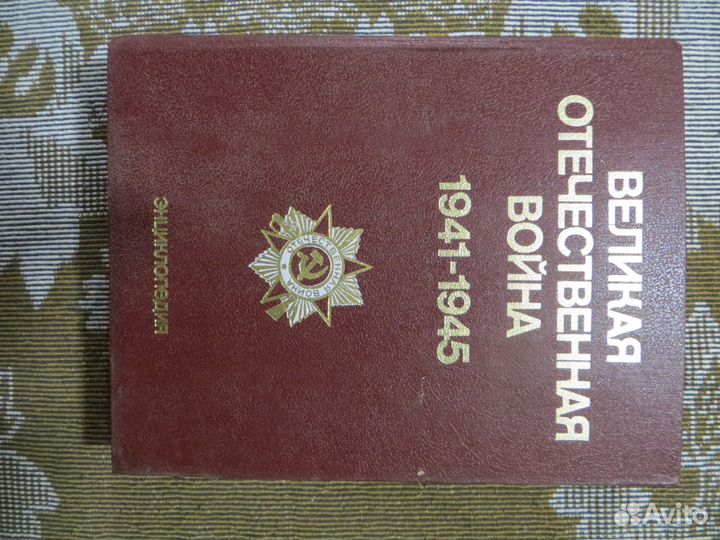 ВЕЛИКАЯ
ОТЕЧЕСТВЕННАЯ
ВОЙНА
1941-1945
ОТЕЧЕСТВЕННАЯ ВОЙНА
ЭНЦИКЛОПЕДИЯ
Avito